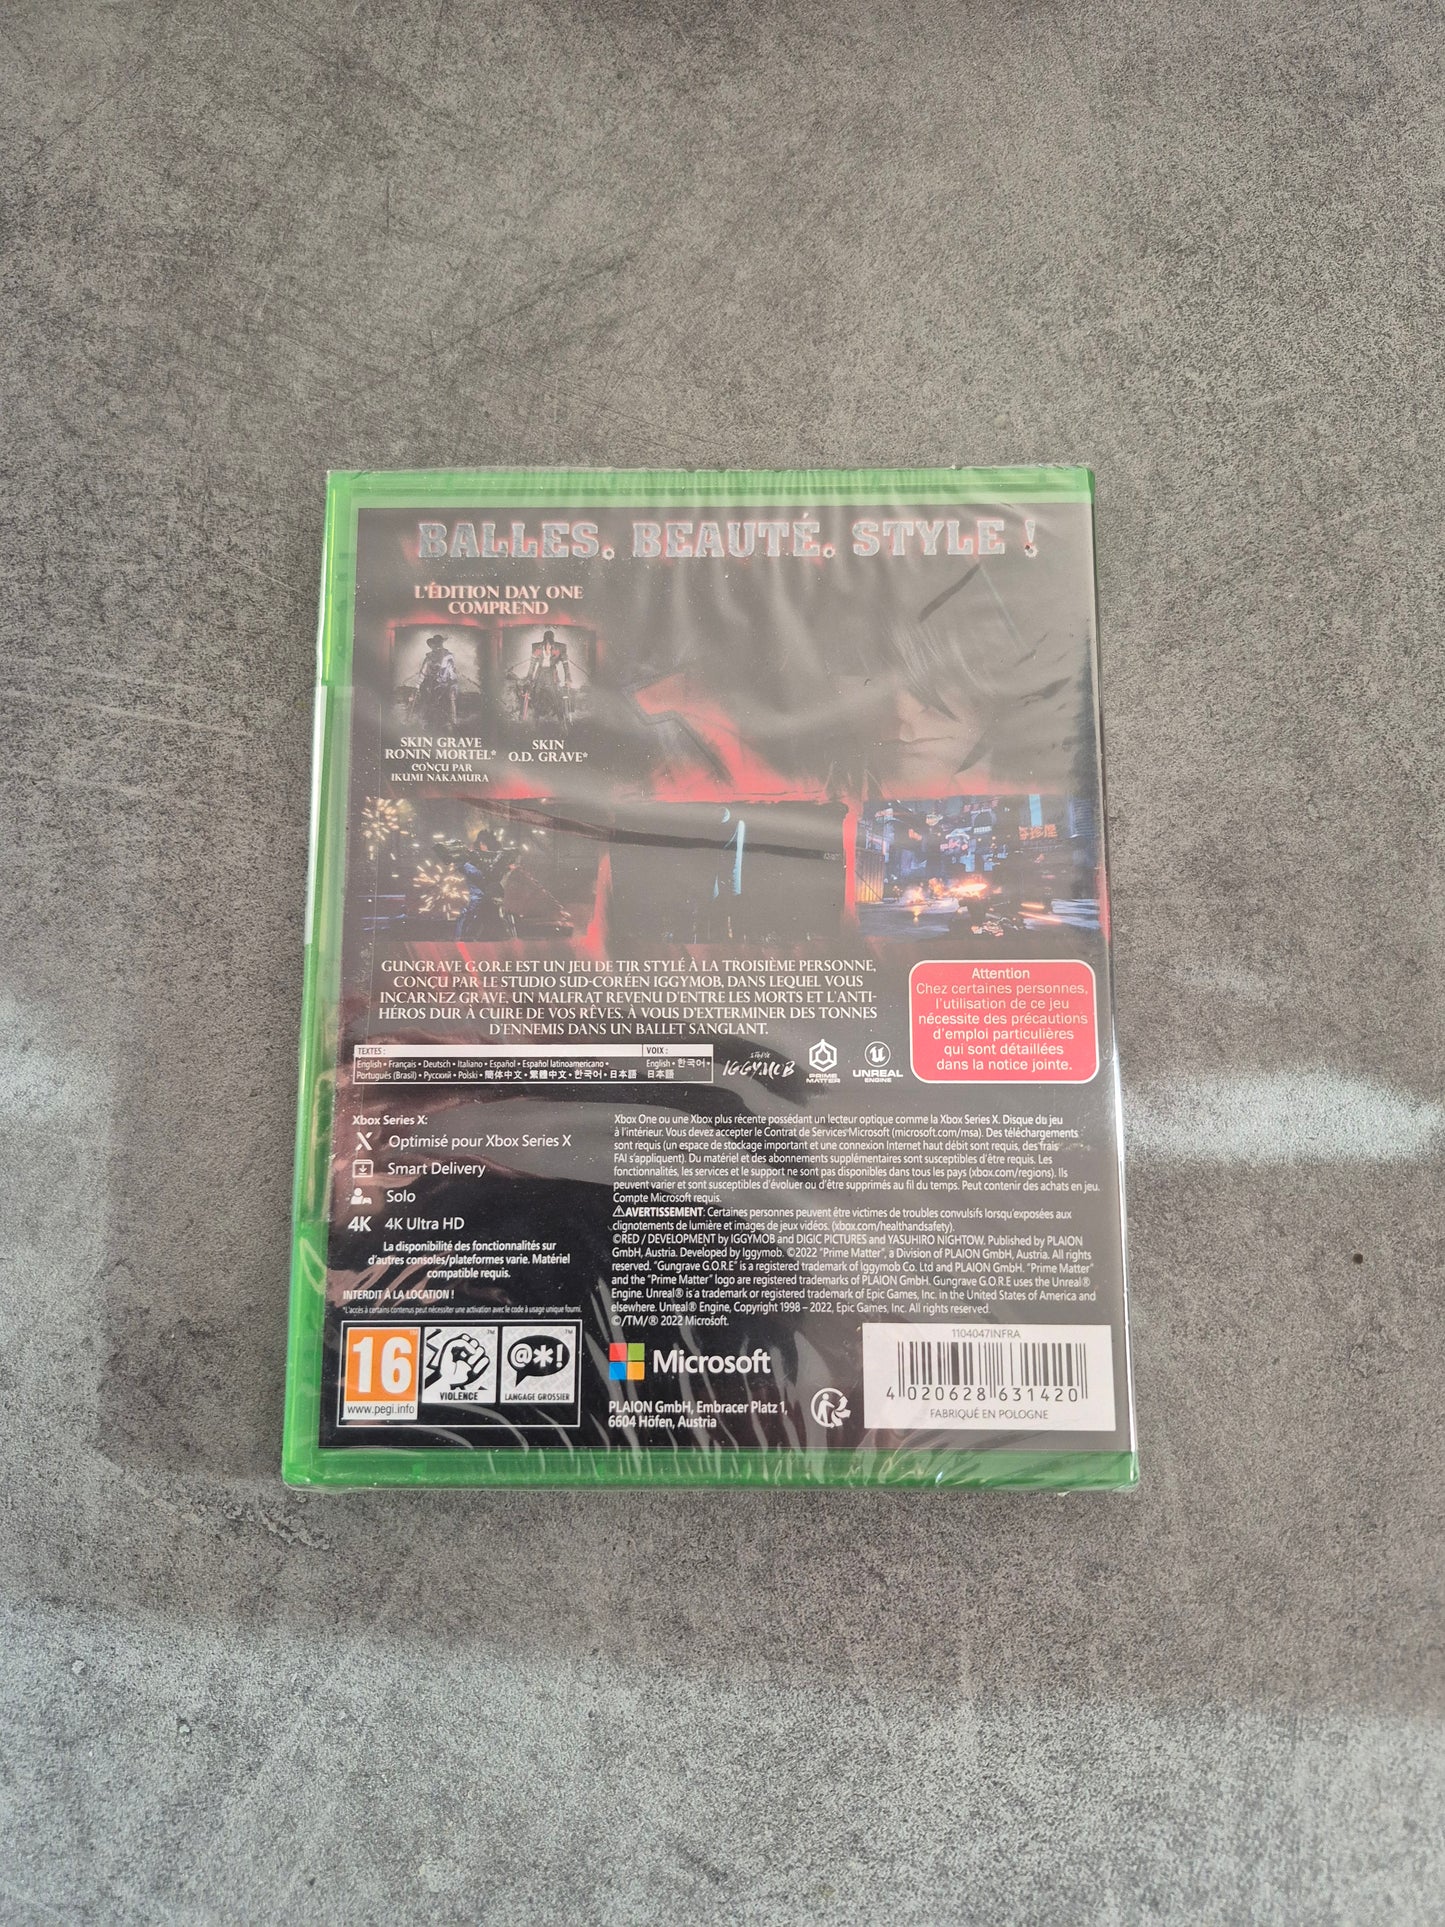 BALLES. BEAUTÉ. STYLE !
L'ÉDITION DAY ONE
COMPREND
SKIN GRAVE
RONIN MORTEL*
CONÇU PAR
IKUMI NAKAMURA
SKIN
O.D. GRAVE*
GUNGRAVE G.O.R.E EST UN JEU DE TIR STYLÉ À LA TROISIÈME PERSONNE,
CONÇU PAR LE STUDIO SUD-CORÉEN IGGYMOB, DANS LEQUEL VOUS
INCARNEZ GRAVE, UN MALFRAT REVENU D'ENTRE LES MORTS ET L'ANTI-
HÉROS DUR À CUIRE DE VOS RÊVES. À VOUS D'EXTERMINER DES TONNES
D'ENNEMIS DANS UN BALLET SANGLANT.
Attention
Chez certaines personnes,
l'utilisation de ce jeu
nécessite des précautions
d'emploi particulières
qui sont détaillées
dans la notice jointe.
TEXTES :
English • Français • Deutsch • Italiano • Español • Español latinoamericano •
Português (Brasil) • Русский • Polski • 简体中文 • 繁體中文 • 한국어 • 日本語
VOIX :
English • 한국어 •
日本語
STUDIO
IGGYMOB
PRIME
MATTER
UNREAL
ENGINE
Xbox Series X:
Optimisé pour Xbox Series X
Smart Delivery
Solo
4K 4K Ultra HD
La disponibilité des fonctionnalités sur
d'autres consoles/plateformes varie. Matériel
compatible requis.
INTERDIT À LA LOCATION !
*L'accès à certains contenus peut nécessiter une activation avec le code à usage unique fourni.
Xbox One ou une Xbox plus récente possédant un lecteur optique comme la Xbox Series X. Disque du jeu
à l'intérieur. Vous devez accepter le Contrat de Services Microsoft (microsoft.com/msa). Des téléchargements
sont requis (un espace de stockage important et une connexion Internet haut débit sont requis, des frais
FAI s'appliquent). Du matériel et des abonnements supplémentaires sont susceptibles d'être requis. Les
fonctionnalités, les services et le support ne sont pas disponibles dans tous les pays (xbox.com/regions). Ils
peuvent varier et sont susceptibles d'évoluer ou d'être supprimés au fil du temps. Peut contenir des achats en jeu.
Compte Microsoft requis.
⚠AVERTISSEMENT: Certaines personnes peuvent être victimes de troubles convulsifs lorsqu'exposées aux
clignotements de lumière et images de jeux vidéos. (xbox.com/healthandsafety).
©RED / DEVELOPMENT by IGGYMOB and DIGIC PICTURES and YASUHIRO NIGHTOW. Published by PLAION
GmbH, Austria. Developed by Iggymob. ©2022 "Prime Matter", a Division of PLAION GmbH, Austria. All rights
reserved. "Gungrave G.O.R.E" is a registered trademark of Iggymob Co. Ltd and PLAION GmbH. "Prime Matter"
and the "Prime Matter" logo are registered trademarks of PLAION GmbH. Gungrave G.O.R.E uses the Unreal®
Engine. Unreal® is a trademark or registered trademark of Epic Games, Inc. in the United States of America and
elsewhere. Unreal® Engine, Copyright 1998 – 2022, Epic Games, Inc. All rights reserved.
©/TM/® 2022 Microsoft.
16
www.pegi.info
VIOLENCE
@*!
LANGAGE GROSSIER
Microsoft
PLAION GmbH, Embracer Platz 1,
6604 Höfen, Austria
1104047INFRA
4 020628 631420
FABRIQUÉ EN POLOGNE